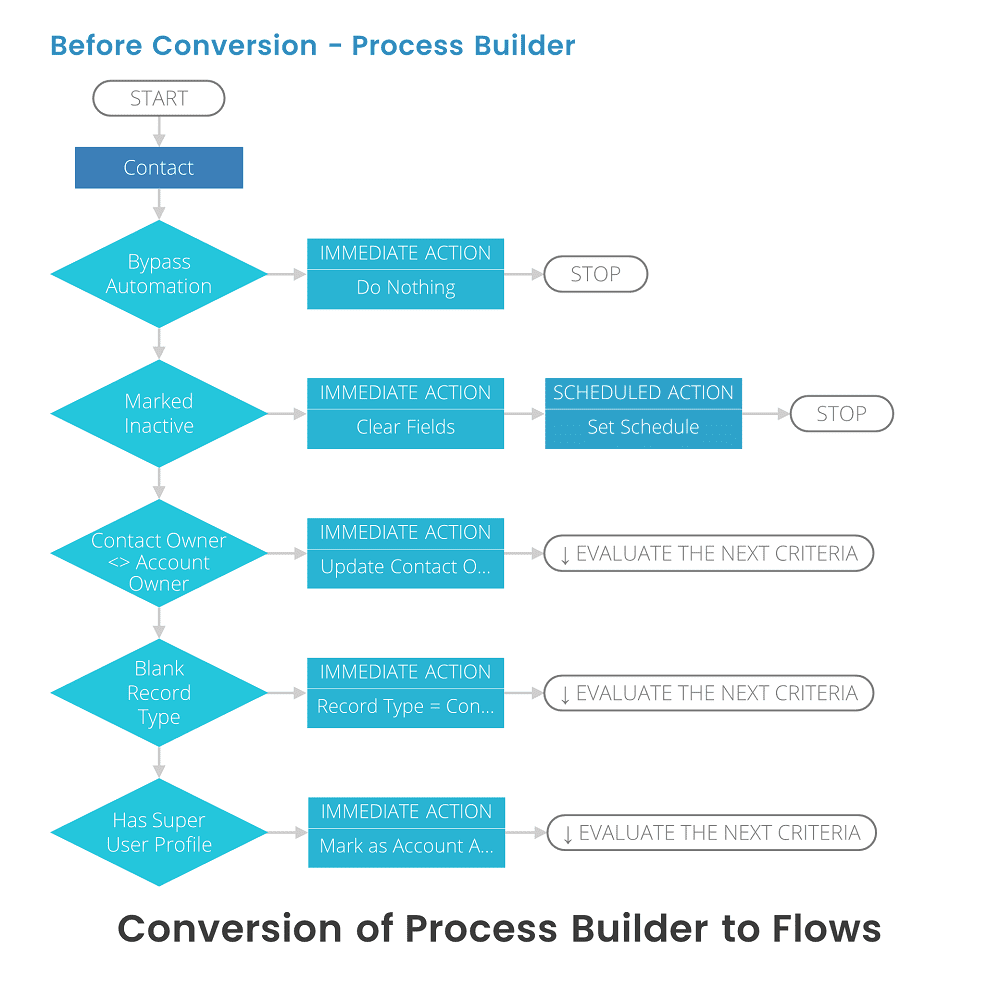 Before Conversion - Process Builder
START
Contact
Bypass
Automation
IMMEDIATE ACTION
Do Nothing
STOP
Marked
Inactive
IMMEDIATE ACTION
Clear Fields
SCHEDULED ACTION
Set Schedule
STOP
Contact Owner
<> Account
Owner
IMMEDIATE ACTION
Update Contact O...
↓ EVALUATE THE NEXT CRITERIA
Blank
Record
Type
IMMEDIATE ACTION
Record Type = Con...
↓ EVALUATE THE NEXT CRITERIA
Has Super
User Profile
IMMEDIATE ACTION
Mark as Account A...
↓ EVALUATE THE NEXT CRITERIA
Conversion of Process Builder to Flows